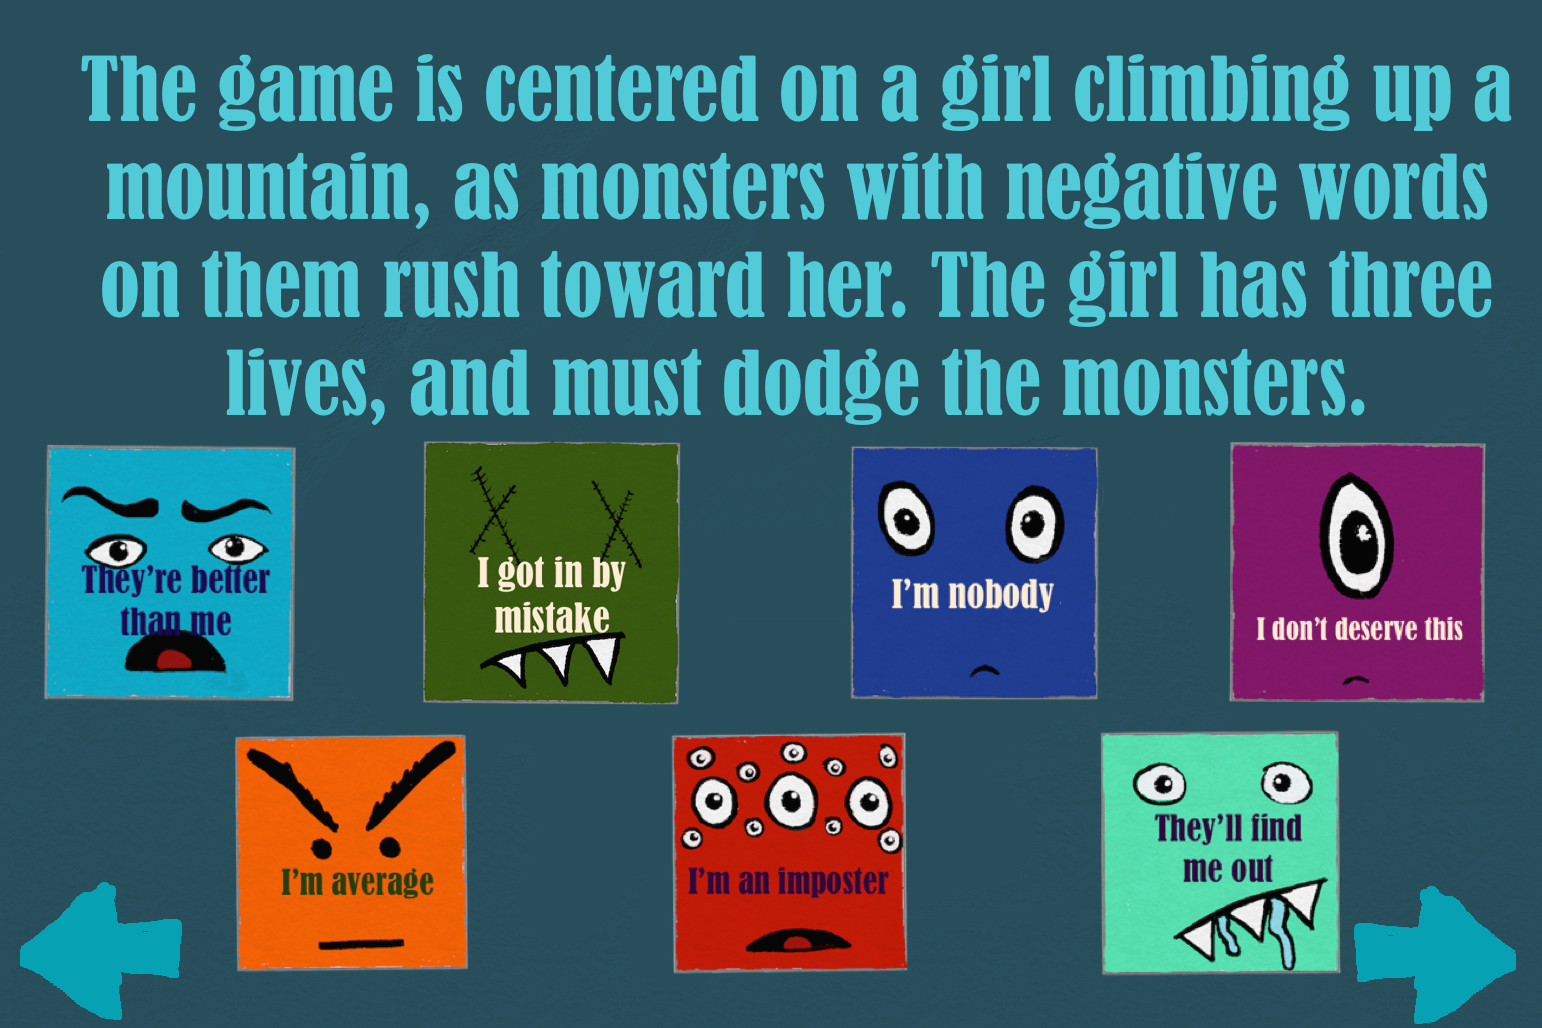 The game is centered on a girl climbing up a
mountain, as monsters with negative words
on them rush toward her. The girl has three
lives, and must dodge the monsters.
They're better
than me
I got in by
mistake
I'm nobody
I don't deserve this
I'm average
I'm an imposter
They'll find
me out